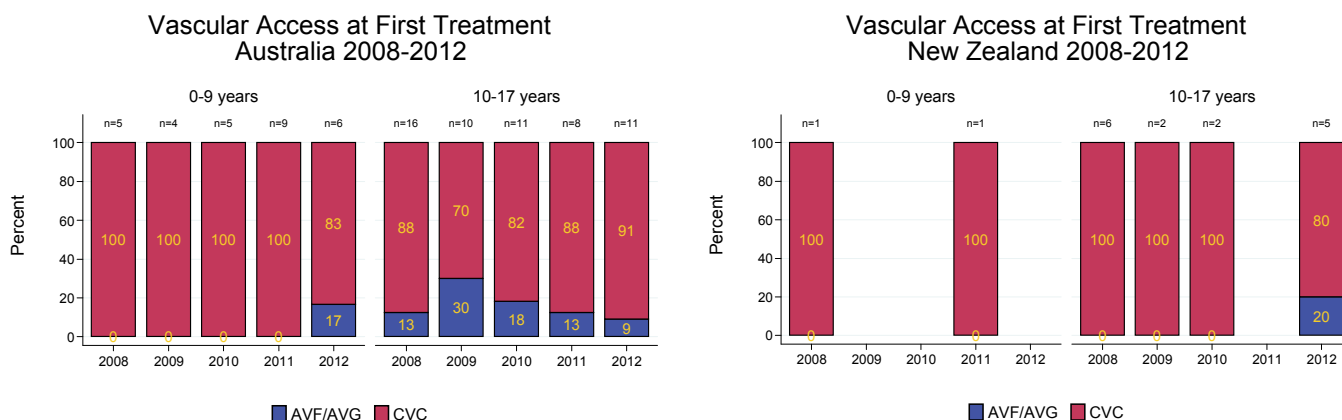 Vascular Access at First Treatment
Australia 2008-2012
0-9 years
10-17 years
n=5 n=4 n=5 n=9 n=6
n=16 n=10 n=11 n=8 n=11
Percent
100
80
60
40
20
0
100 100 100 100 83
0 0 0 0 17
88 70 82 88 91
13 30 18 13 9
2008 2009 2010 2011 2012
2008 2009 2010 2011 2012
AVF/AVG CVC
Vascular Access at First Treatment
New Zealand 2008-2012
0-9 years
10-17 years
n=1 n=1
n=6 n=2 n=2 n=5
Percent
100
80
60
40
20
0
100 100
0 0
100 100 100 80
0 0 0 20
2008 2009 2010 2011 2012
2008 2009 2010 2011 2012
AVF/AVG CVC